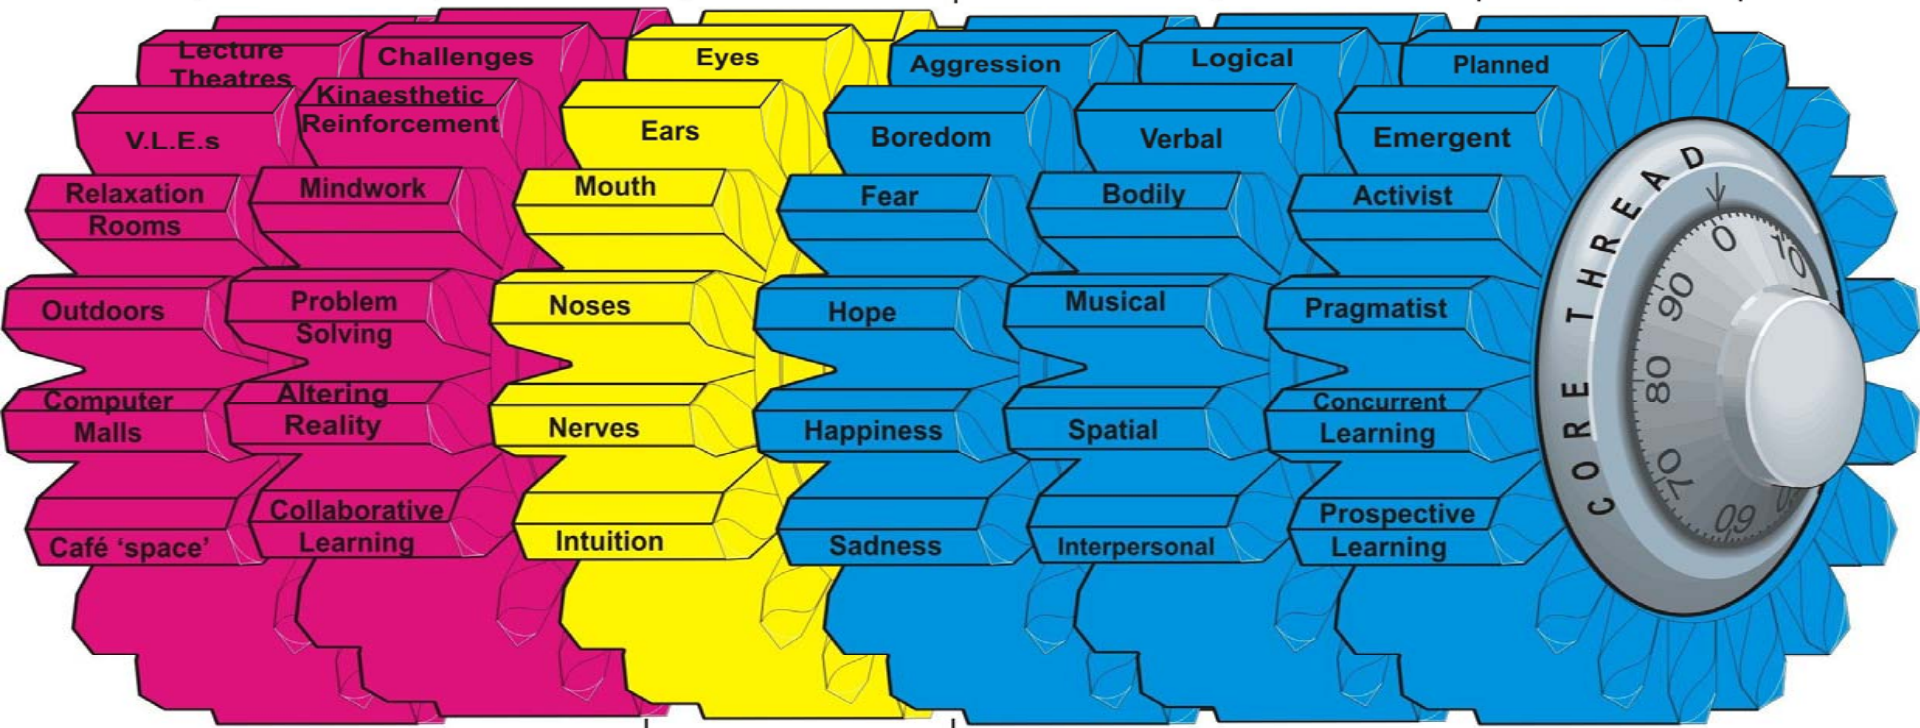 Lecture
Theatres
V.L.E.s
Relaxation
Rooms
Outdoors
Computer
Malls
Café ‘space’
Challenges
Kinaesthetic
Reinforcement
Mindwork
Problem
Solving
Altering
Reality
Collaborative
Learning
Eyes
Ears
Mouth
Noses
Nerves
Intuition
Aggression
Boredom
Fear
Hope
Happiness
Sadness
Logical
Verbal
Bodily
Musical
Spatial
Interpersonal
Planned
Emergent
Activist
Pragmatist
Concurrent
Learning
Prospective
Learning
CORE THREAD
0
10
90
80
70
60